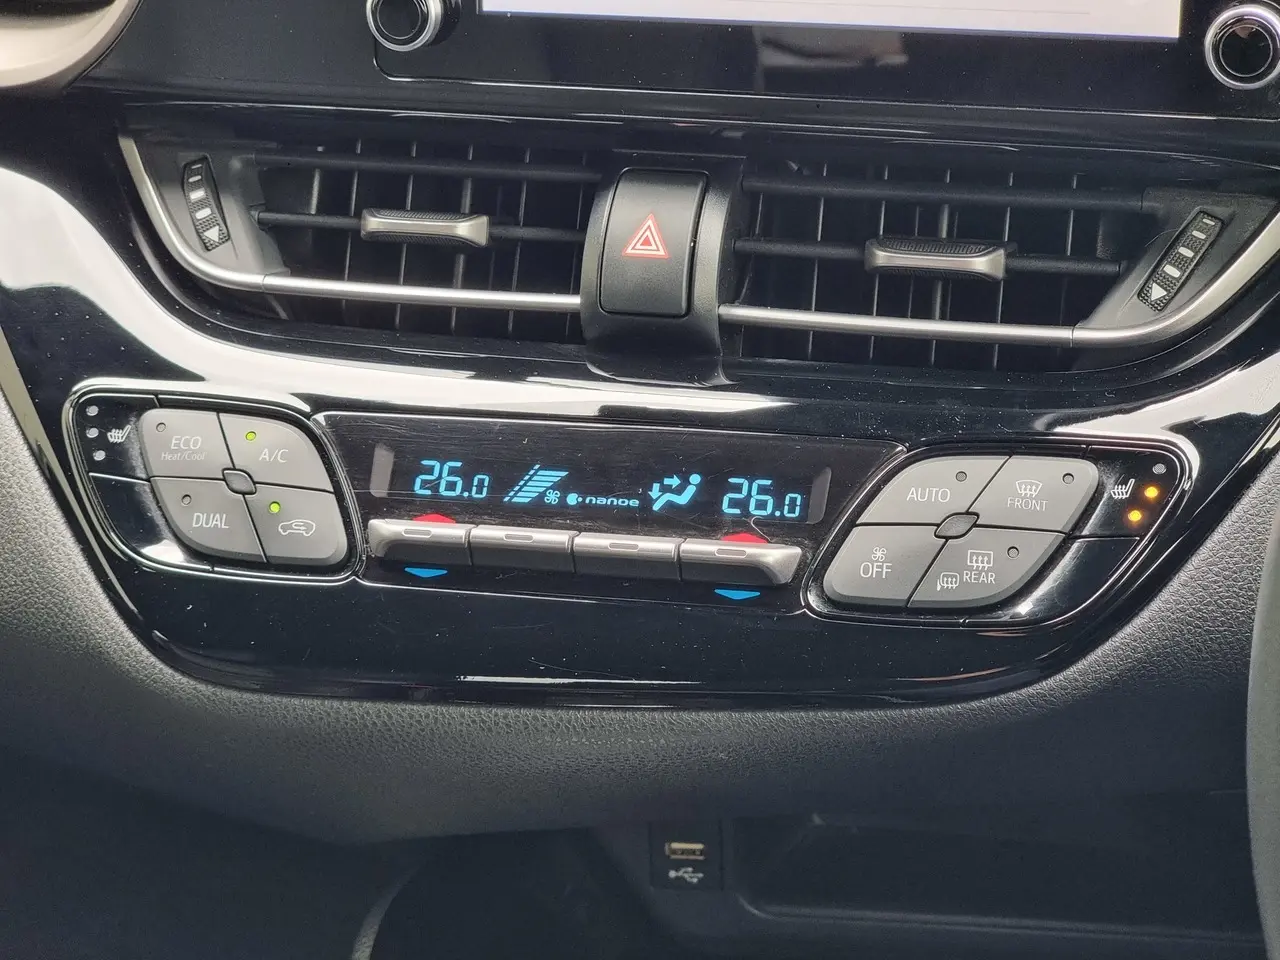 ECO
Heat/Cool
A/C
DUAL
26.0
nanoe
26.0
AUTO
FRONT
OFF
REAR